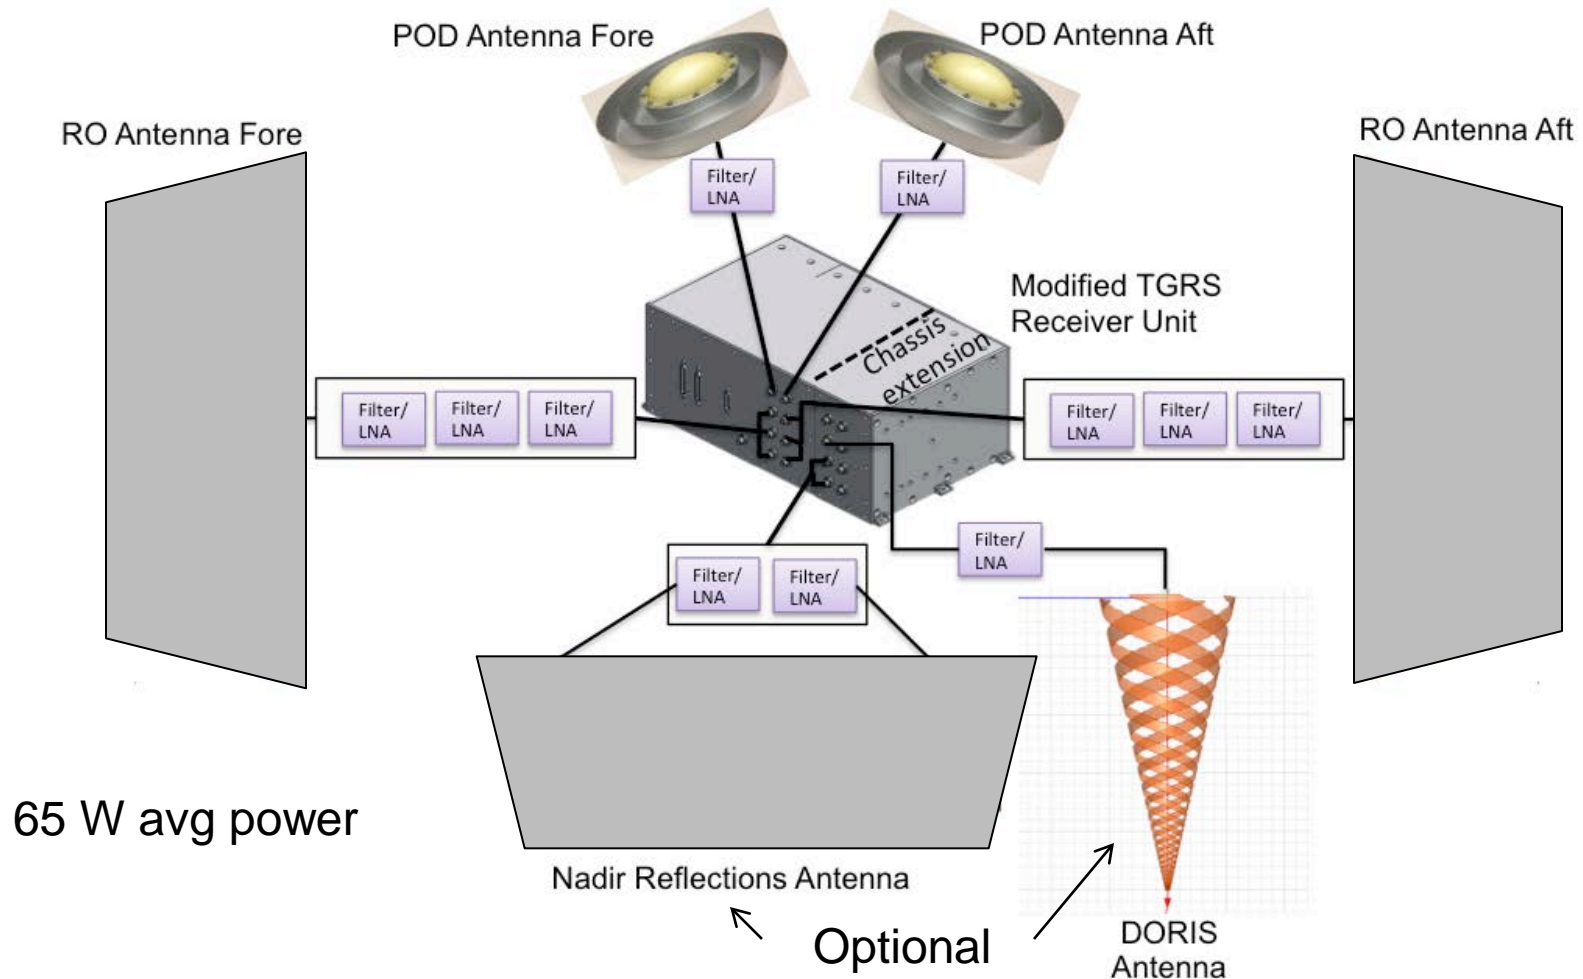 POD Antenna Fore
POD Antenna Aft
RO Antenna Fore
RO Antenna Aft
Filter/
LNA
Filter/
LNA
Modified TGRS
Receiver Unit
Chassis
extension
Filter/
LNA
Filter/
LNA
Filter/
LNA
Filter/
LNA
Filter/
LNA
Filter/
LNA
Filter/
LNA
Filter/
LNA
Filter/
LNA
65 W avg power
Nadir Reflections Antenna
Optional
DORIS
Antenna